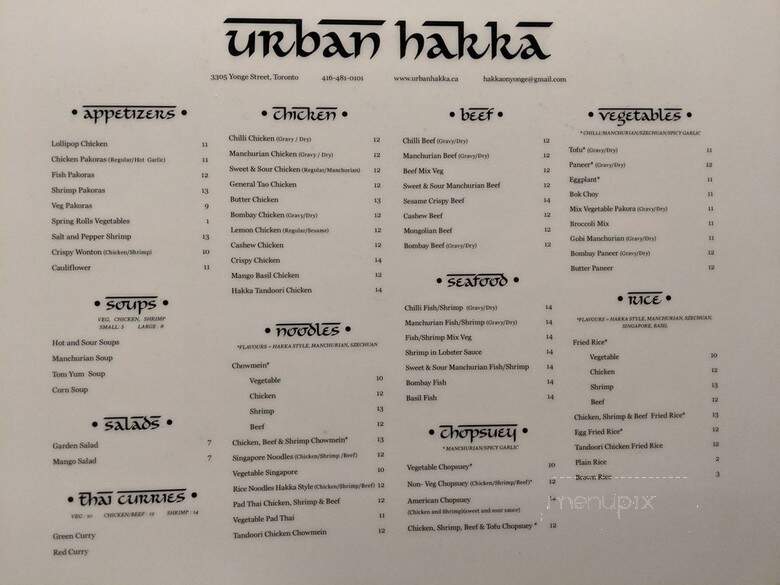 urban hakka
3305 Yonge Street, Toronto 416-481-0101 www.urbanhakka.ca hakkaonyonge@gmail.com
• appetizers •
Lollipop Chicken 11
Chicken Pakoras (Regular/Hot Garlic) 11
Fish Pakoras 12
Shrimp Pakoras 13
Veg Pakoras 9
Spring Rolls Vegetables 1
Salt and Pepper Shrimp 13
Crispy Wonton (Chicken/Shrimp) 10
Cauliflower 11
• soups •
VEG, CHICKEN, SHRIMP
SMALL: 5 LARGE: 8
Hot and Sour Soups
Manchurian Soup
Tom Yum Soup
Corn Soup
• salads •
Garden Salad 7
Mango Salad 7
• thai curries •
VEG : 10 CHICKEN/BEEF : 12 SHRIMP : 14
Green Curry
Red Curry
• chicken •
Chilli Chicken (Gravy / Dry) 12
Manchurian Chicken (Gravy / Dry) 12
Sweet & Sour Chicken (Regular/Manchurian) 12
General Tao Chicken 12
Butter Chicken 13
Bombay Chicken (Gravy/Dry) 12
Lemon Chicken (Regular/Sesame) 12
Cashew Chicken 12
Crispy Chicken 14
Mango Basil Chicken 12
Hakka Tandoori Chicken 14
• noodles •
*FLAVOURS = HAKKA STYLE, MANCHURIAN, SZECHUAN
Chowmein*
Vegetable 10
Chicken 12
Shrimp 13
Beef 12
Chicken, Beef & Shrimp Chowmein* 13
Singapore Noodles (Chicken/Shrimp /Beef) 12
Vegetable Singapore 10
Rice Noodles Hakka Style (Chicken/Shrimp/Beef) 12
Pad Thai Chicken, Shrimp & Beef 12
Vegetable Pad Thai 11
Tandoori Chicken Chowmein 12
• beef •
Chilli Beef (Gravy/Dry) 12
Manchurian Beef (Gravy/Dry) 12
Beef Mix Veg 12
Sweet & Sour Manchurian Beef 12
Sesame Crispy Beef 14
Cashew Beef 12
Mongolian Beef 12
Bombay Beef (Gravy/Dry) 12
• seafood •
Chilli Fish/Shrimp (Gravy/Dry) 14
Manchurian Fish/Shrimp (Gravy/Dry) 14
Fish/Shrimp Mix Veg 14
Shrimp in Lobster Sauce 14
Sweet & Sour Manchurian Fish/Shrimp 14
Bombay Fish 14
Basil Fish 14
• chopsuey •
* MANCHURIAN/SPICY GARLIC
Vegetable Chopsuey* 10
Non- Veg Chopsuey (Chicken/Shrimp/Beef)* 12
American Chopsuey
(Chicken and Shrimp)(sweet and sour sauce)
Chicken, Shrimp, Beef & Tofu Chopsuey * 12
• vegetables •
* CHILLI/MANCHURIAN/SZECHUAN/SPICY GARLIC
Tofu* (Gravy/Dry) 11
Paneer* (Gravy/Dry) 12
Eggplant* 11
Bok Choy 11
Mix Vegetable Pakora (Gravy/Dry) 11
Broccoli Mix 11
Gobi Manchurian (Gravy/Dry) 11
Bombay Paneer (Gravy/Dry) 12
Butter Paneer 12
• rice •
*FLAVOURS = HAKKA STYLE, MANCHURIAN, SZECHUAN
SINGAPORE, BASIL
Fried Rice*
Vegetable 10
Chicken 12
Shrimp 13
Beef 12
Chicken, Shrimp & Beef Fried Rice* 13
Egg Fried Rice* 12
Tandoori Chicken Fried Rice 12
Plain Rice 2
Brown Rice 3
menupix